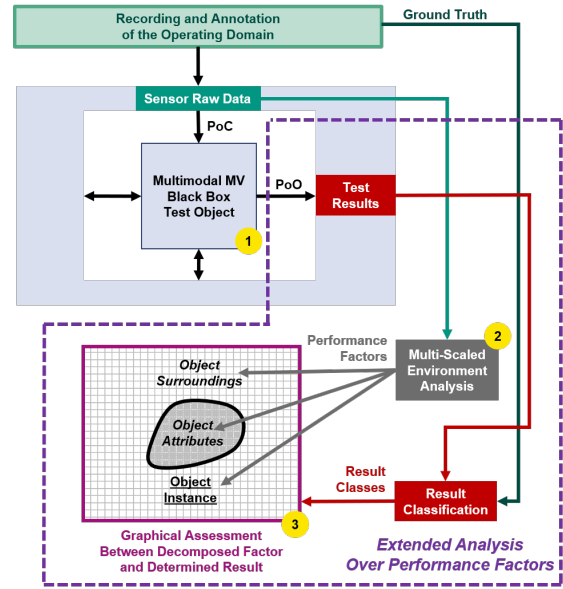 Recording and Annotation
of the Operating Domain
Ground Truth
Sensor Raw Data
PoC
Multimodal MV
Black Box
Test Object
1
PoO
Test
Results
2
Multi-Scaled
Environment
Analysis
Performance
Factors
Object
Surroundings
Object
Attributes
Object
Instance
Result
Classes
Result
Classification
3
Graphical Assessment
Between Decomposed Factor
and Determined Result
Extended Analysis
Over Performance Factors